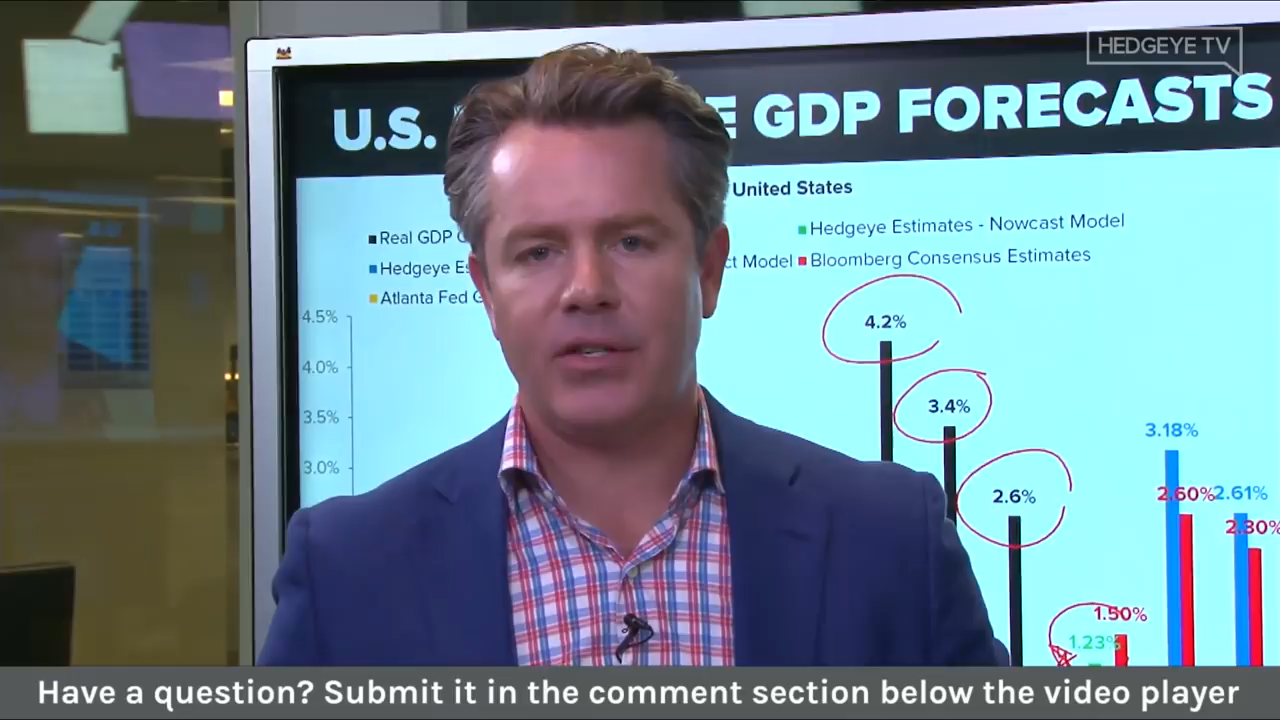 HEDGEYE TV
U.S. GDP FORECASTS
United States
Real GDP
Hedgeye Estimates - Nowcast Model
Hedgeye
Model
Bloomberg Consensus Estimates
Atlanta Fed
4.5%
4.2%
4.0%
3.5%
3.4%
3.18%
3.0%
2.6%
2.60%
2.61%
2.30%
1.50%
1.23%
Have a question? Submit it in the comment section below the video player